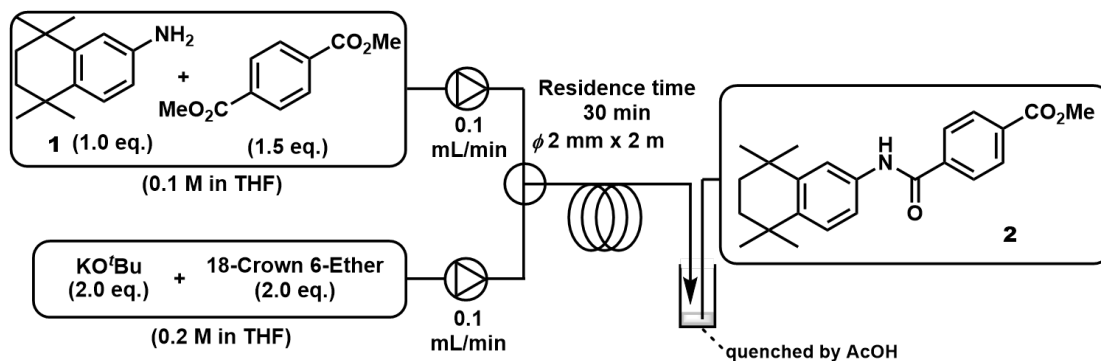 NH₂
CO₂Me
+
MeO₂C
1 (1.0 eq.)
(1.5 eq.)
(0.1 M in THF)
0.1
mL/min
Residence time
30 min
ϕ 2 mm x 2 m
CO₂Me
H
N
O
2
KOᵗBu + 18-Crown 6-Ether
(2.0 eq.) (2.0 eq.)
(0.2 M in THF)
0.1
mL/min
quenched by AcOH